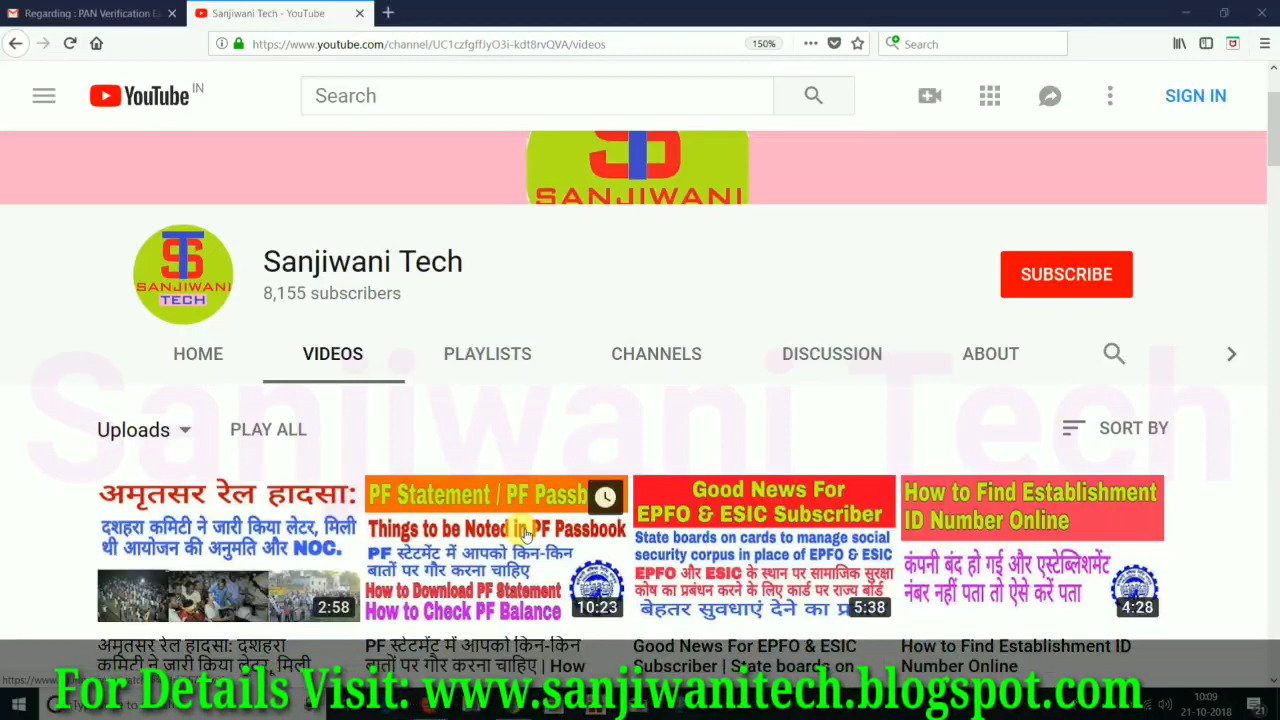 Regarding : PAN Verification E
Sanjiwani Tech - YouTube
https://www.youtube.com/channel/UC1czfgffJyO3i-kdt8rvQVA/videos
150%
Search
YouTube IN
Search
SIGN IN
SANJIWANI
SANJIWANI
TECH
Sanjiwani Tech
8,155 subscribers
SUBSCRIBE
HOME
VIDEOS
PLAYLISTS
CHANNELS
DISCUSSION
ABOUT
Sanjiwani Tech
Uploads
PLAY ALL
SORT BY
अमृतसर रेल हादसा:
दशहरा कमिटी ने जारी किया लेटर, मिली
थी आयोजन की अनुमति और NOC.
2:58
PF Statement / PF Passb
Things to be Noted in PF Passbook
PF स्टेटमेंट में आपको किन-किन
बातों पर गौर करना चाहिए
How to Download PF Statement
How to Check PF Balance
10:23
Good News For
EPFO & ESIC Subscriber
State boards on cards to manage social
security corpus in place of EPFO & ESIC
EPFO और ESIC के स्थान पर सामाजिक सुरक्षा
कोष का प्रबंधन करने के लिए कार्ड पर राज्य बोर्ड
बेहतर सुवधाएं देने का प्र
5:38
How to Find Establishment
ID Number Online
कंपनी बंद हो गई और एस्टेब्लिशमेंट
नंबर नहीं पता तो ऐसे करें पता
4:28
अमृतसर रेल हादसा: दशहरा
कमिटी ने जारी किया लेटर, मिली
PF स्टेटमेंट में आपको किन-किन
बातों पर गौर करना चाहिए | How
Good News For EPFO & ESIC
Subscriber | State boards on
How to Find Establishment ID
Number Online
For Details Visit: www.sanjiwanitech.blogspot.com
10:09
21-10-2018
21